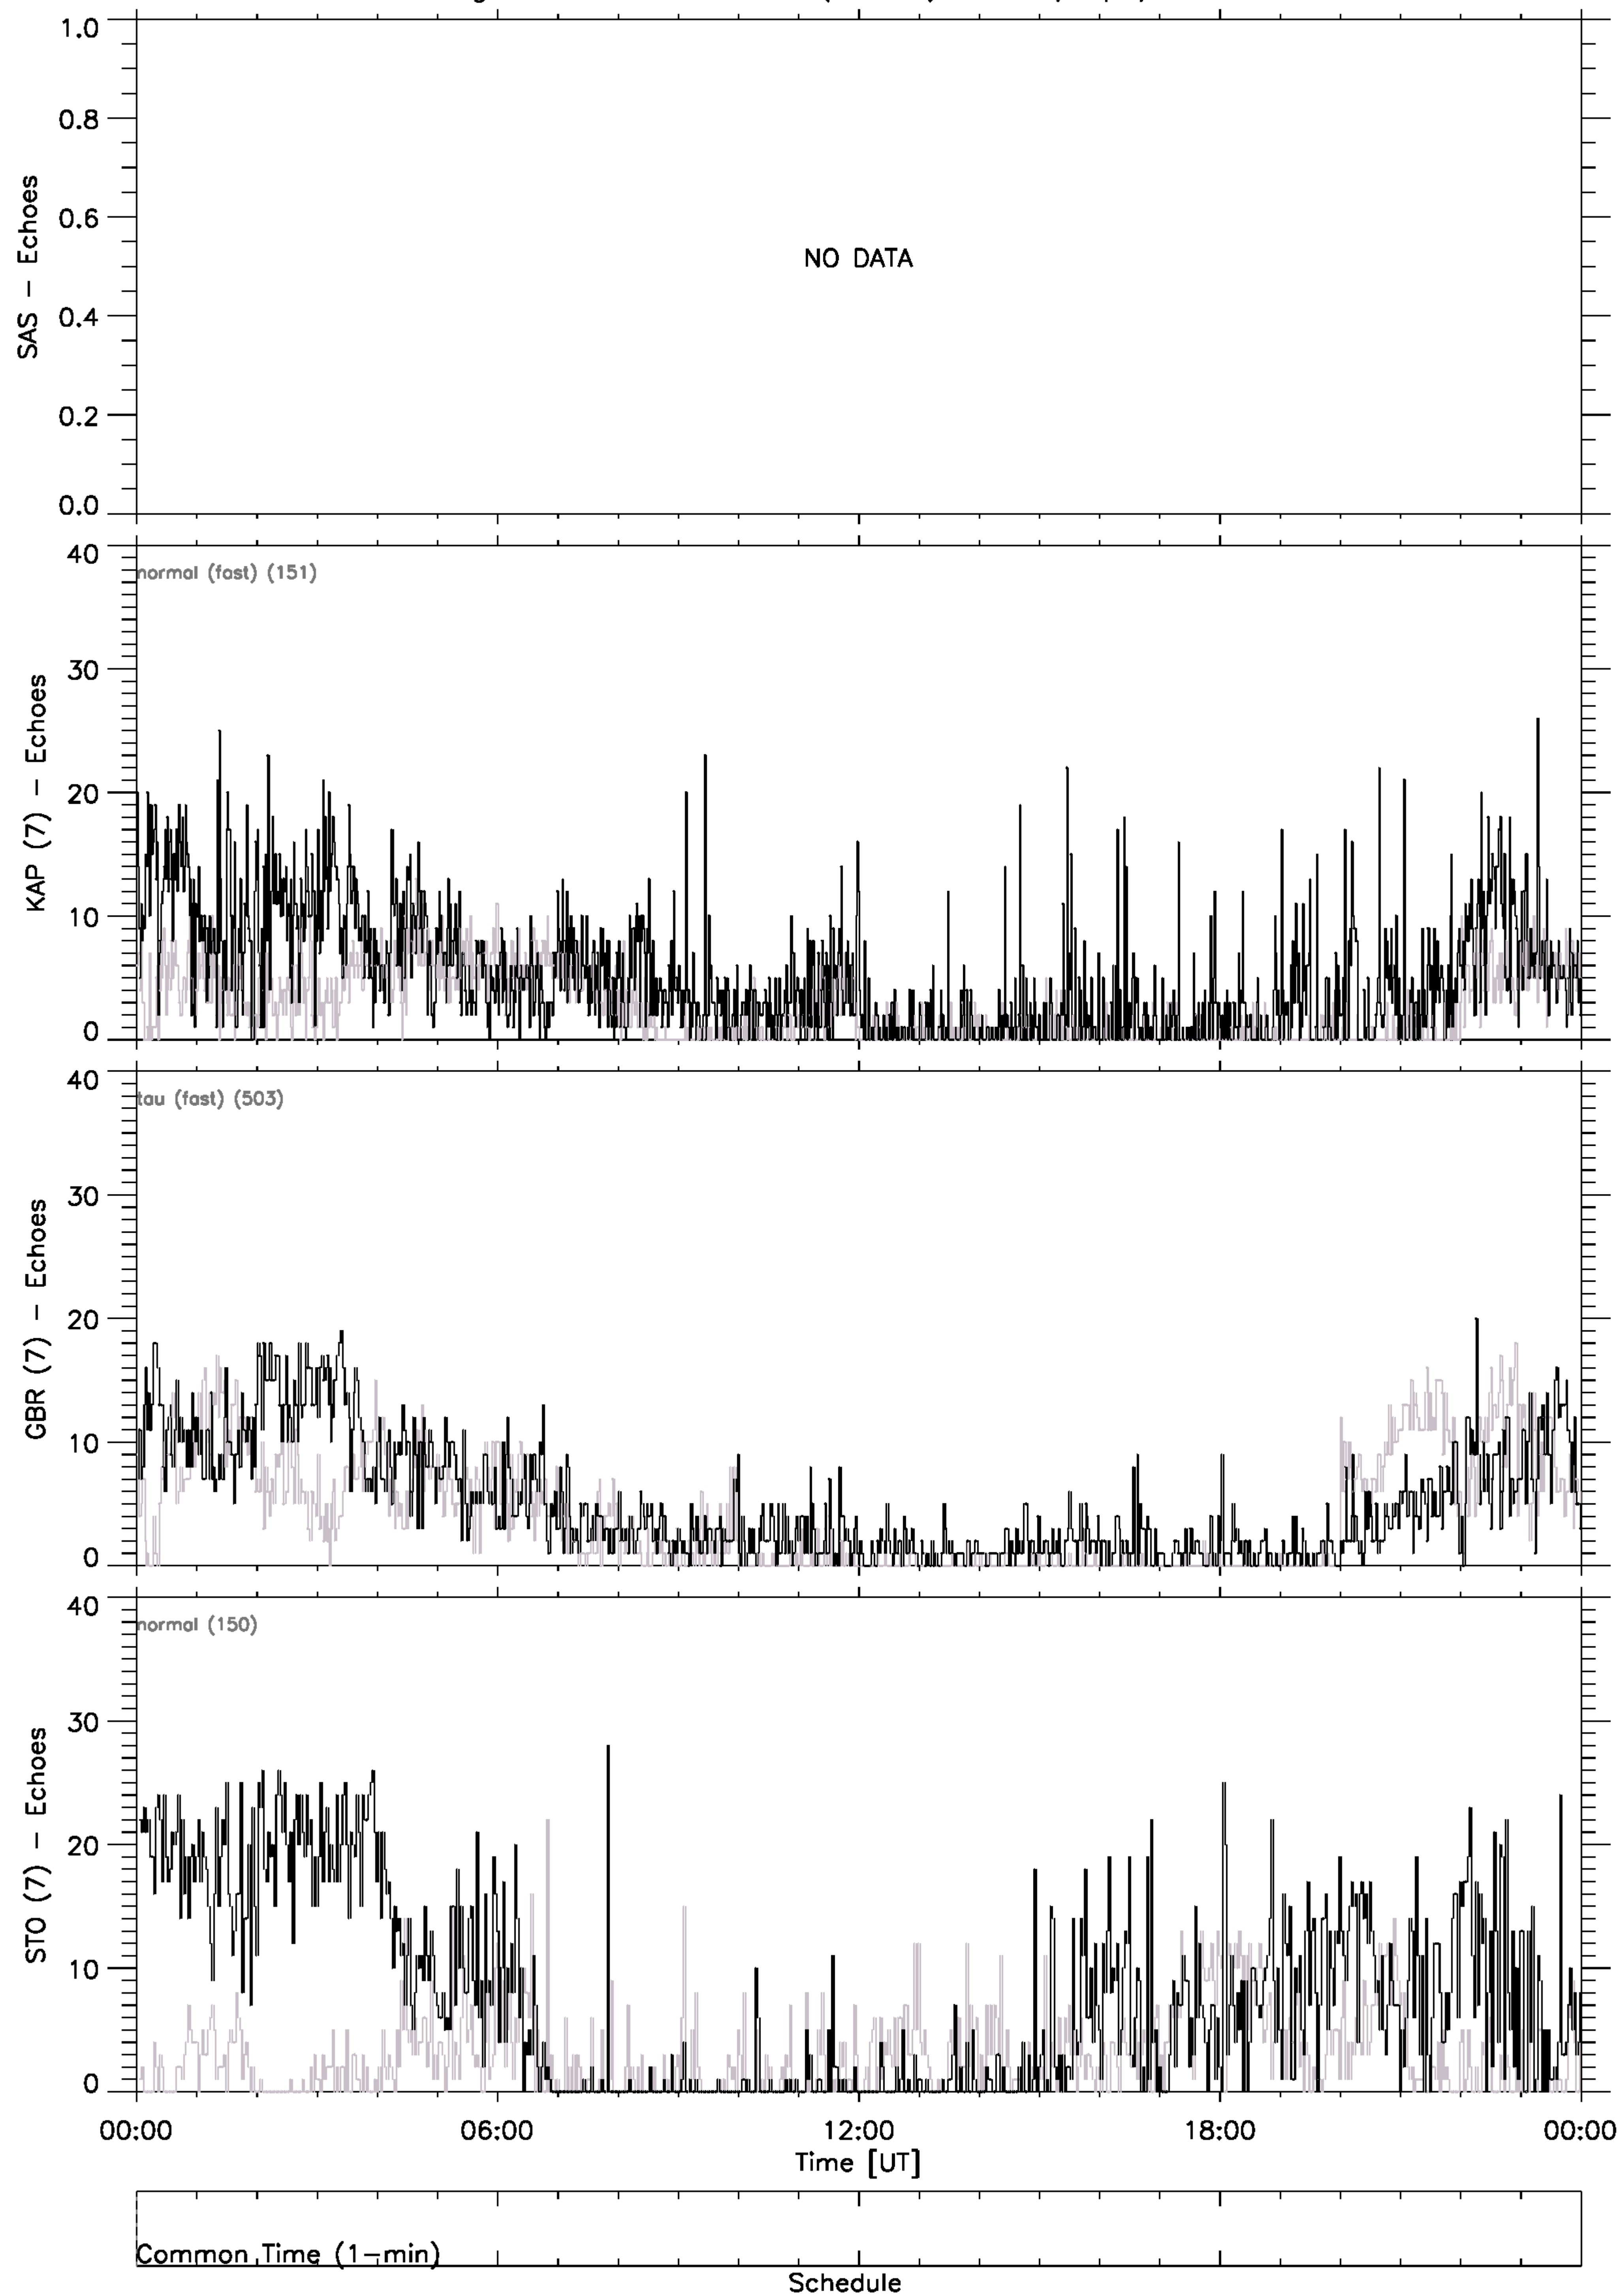 1.0
0.8
0.6
0.4
0.2
0.0
SAS – Echoes
NO DATA
40
30
20
10
0
KAP (7) – Echoes
normal (fast) (151)
40
30
20
10
0
GBR (7) – Echoes
tau (fast) (503)
40
30
20
10
0
STO (7) – Echoes
normal (150)
00:00 06:00 12:00 18:00 00:00
Time [UT]
Common Time (1–min)
Schedule